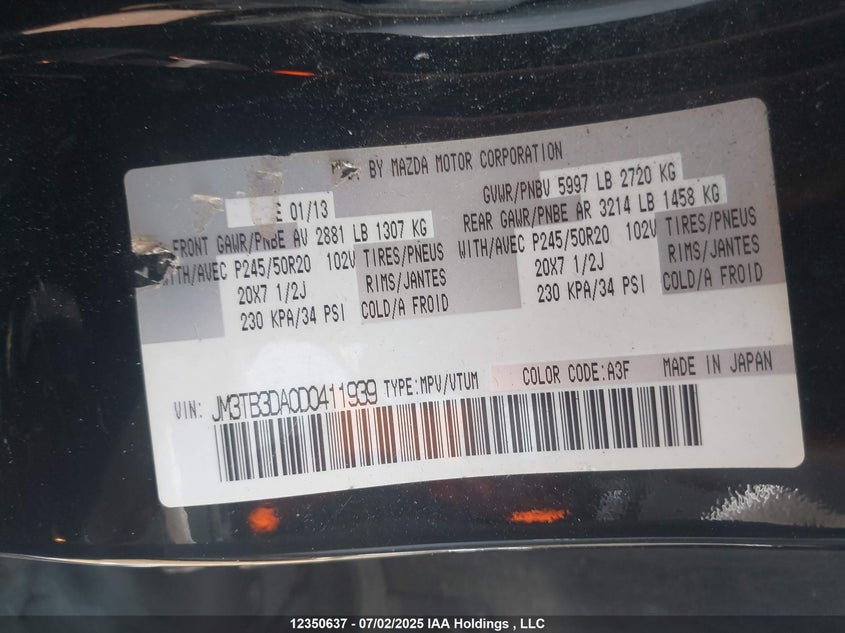 BY MAZDA MOTOR CORPORATION
01/13
GVWR/PNBV 5997 LB 2720 KG
FRONT GAWR/PNBE AV 2881 LB 1307 KG
REAR GAWR/PNBE AR 3214 LB 1458 KG
WITH/AVEC P245/50R20 102V TIRES/PNEUS
WITH/AVEC P245/50R20 102V TIRES/PNEUS
20X7 1/2J RIMS/JANTES
20X7 1/2J RIMS/JANTES
230 KPA/34 PSI COLD/A FROID
230 KPA/34 PSI COLD/A FROID
VIN: JM3TB3DA0D0411939 TYPE:MPV/VTUM COLOR CODE:A3F MADE IN JAPAN
12350637 - 07/02/2025 IAA Holdings , LLC